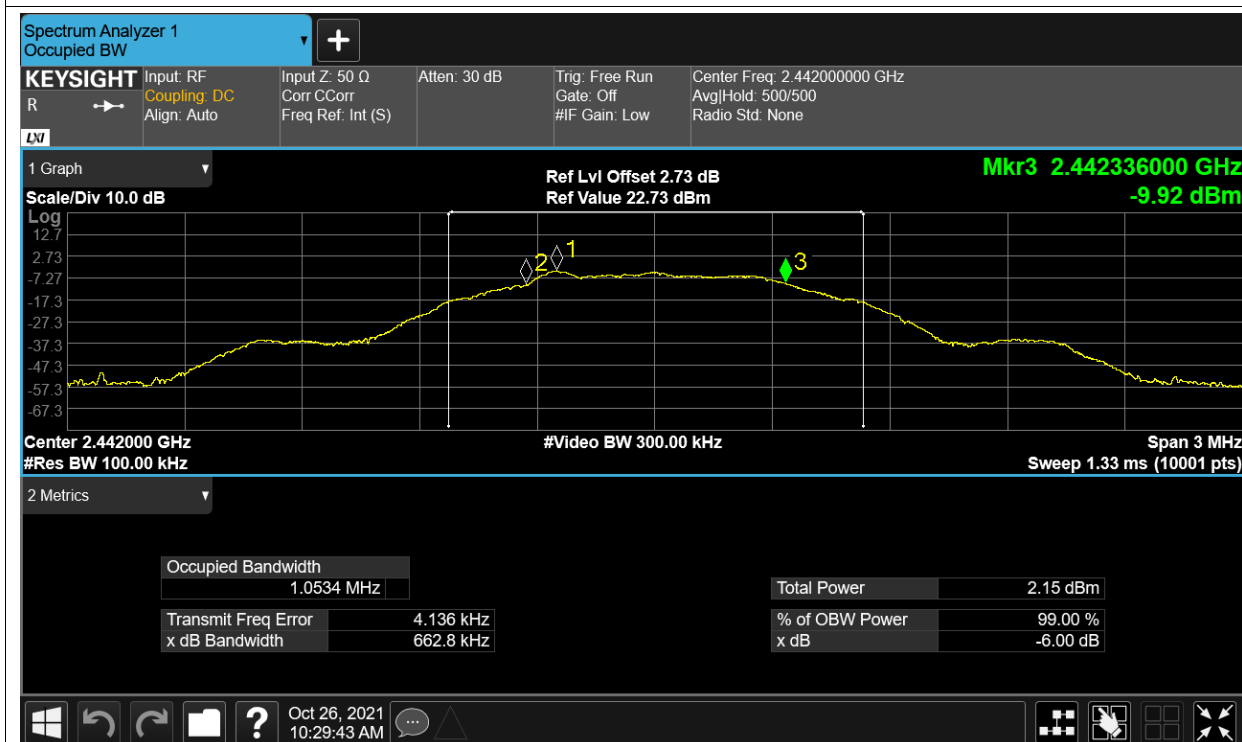 Spectrum Analyzer 1
Occupied BW
KEYSIGHT
R
LXI
Input: RF
Coupling: DC
Align: Auto
Input Z: 50 Ω
Corr CCorr
Freq Ref: Int (S)
Atten: 30 dB
Trig: Free Run
Gate: Off
#IF Gain: Low
Center Freq: 2.442000000 GHz
Avg|Hold: 500/500
Radio Std: None
1 Graph
Scale/Div 10.0 dB
Ref Lvl Offset 2.73 dB
Ref Value 22.73 dBm
Mkr3 2.442336000 GHz
-9.92 dBm
Log
12.7
2.73
-7.27
-17.3
-27.3
-37.3
-47.3
-57.3
-67.3
2
1
3
Center 2.442000 GHz
#Res BW 100.00 kHz
#Video BW 300.00 kHz
Span 3 MHz
Sweep 1.33 ms (10001 pts)
2 Metrics
Occupied Bandwidth
1.0534 MHz
Transmit Freq Error 4.136 kHz
x dB Bandwidth 662.8 kHz
Total Power 2.15 dBm
% of OBW Power 99.00 %
x dB -6.00 dB
?
Oct 26, 2021
10:29:43 AM